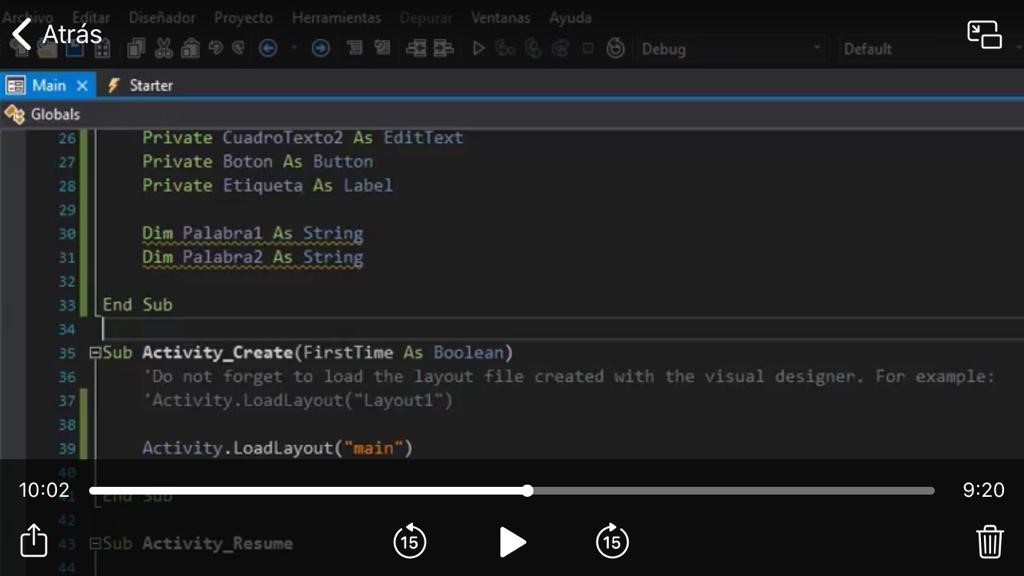 Archivo Editar Diseñador Proyecto Herramientas Depurar Ventanas Ayuda
Atrás
Debug Default
Main Starter
Globals
26 Private CuadroTexto2 As EditText
27 Private Boton As Button
28 Private Etiqueta As Label
29
30 Dim Palabra1 As String
31 Dim Palabra2 As String
32
33 End Sub
34
35 Sub Activity_Create(FirstTime As Boolean)
36 'Do not forget to load the layout file created with the visual designer. For example:
37 'Activity.LoadLayout("Layout1")
38
39 Activity.LoadLayout("main")
40
10:02 9:20
41 End Sub
42
15 15
43 Sub Activity_Resume
44